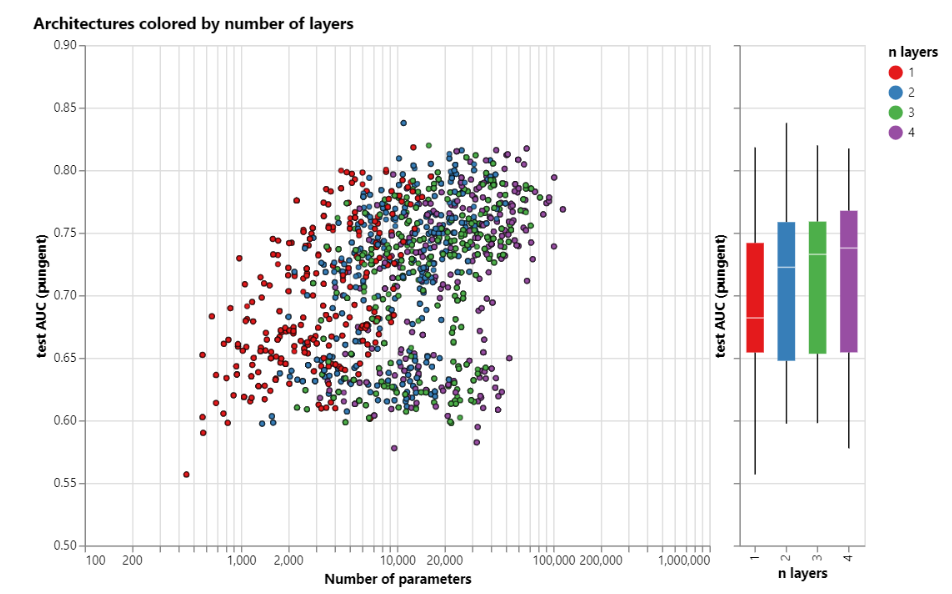 Architectures colored by number of layers
0.90
0.85
0.80
0.75
0.70
0.65
0.60
0.55
0.50
test AUC (pungent)
100 200 1,000 2,000 10,000 20,000 100,000 200,000 1,000,000
Number of parameters
test AUC (pungent)
1 2 3 4
n layers
n layers
1
2
3
4